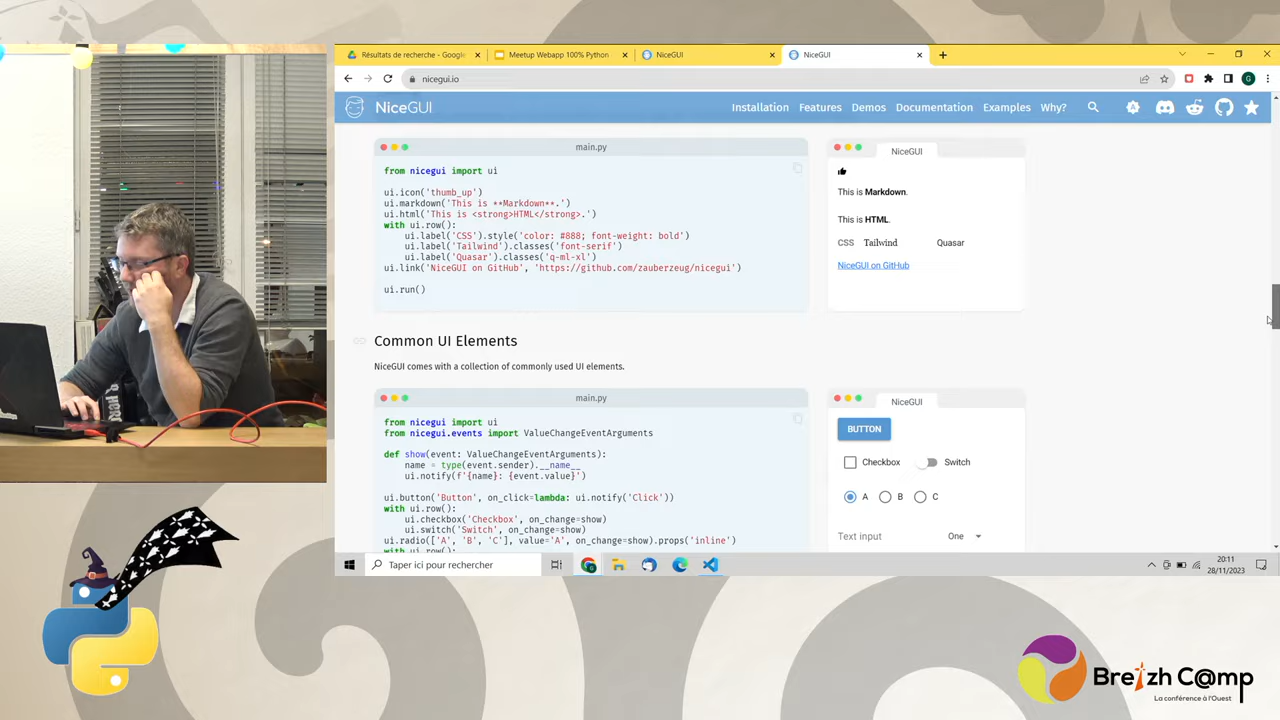 Résultats de recherche - Google
Meetup Webapp 100% Python
NiceGUI
NiceGUI
nicegui.io
G
NiceGUI
Installation
Features
Demos
Documentation
Examples
Why?
main.py
from nicegui import ui
ui.icon('thumb_up')
ui.markdown('This is **Markdown**.')
ui.html('This is <strong>HTML</strong>.')
with ui.row():
ui.label('CSS').style('color: #888; font-weight: bold')
ui.label('Tailwind').classes('font-serif')
ui.label('Quasar').classes('q-ml-xl')
ui.link('NiceGUI on GitHub', 'https://github.com/zauberzeug/nicegui')
ui.run()
NiceGUI
This is Markdown.
This is HTML.
CSS Tailwind Quasar
NiceGUI on GitHub
Common UI Elements
NiceGUI comes with a collection of commonly used UI elements.
main.py
from nicegui import ui
from nicegui.events import ValueChangeEventArguments
def show(event: ValueChangeEventArguments):
name = type(event.sender).__name__
ui.notify(f'{name}: {event.value}')
ui.button('Button', on_click=lambda: ui.notify('Click'))
with ui.row():
ui.checkbox('Checkbox', on_change=show)
ui.switch('Switch', on_change=show)
ui.radio(['A', 'B', 'C'], value='A', on_change=show).props('inline')
with ui.row():
NiceGUI
BUTTON
Checkbox Switch
A B C
Text input One
Taper ici pour rechercher
20:11
28/11/2023
Breizh C@mp
La conférence à l'Ouest